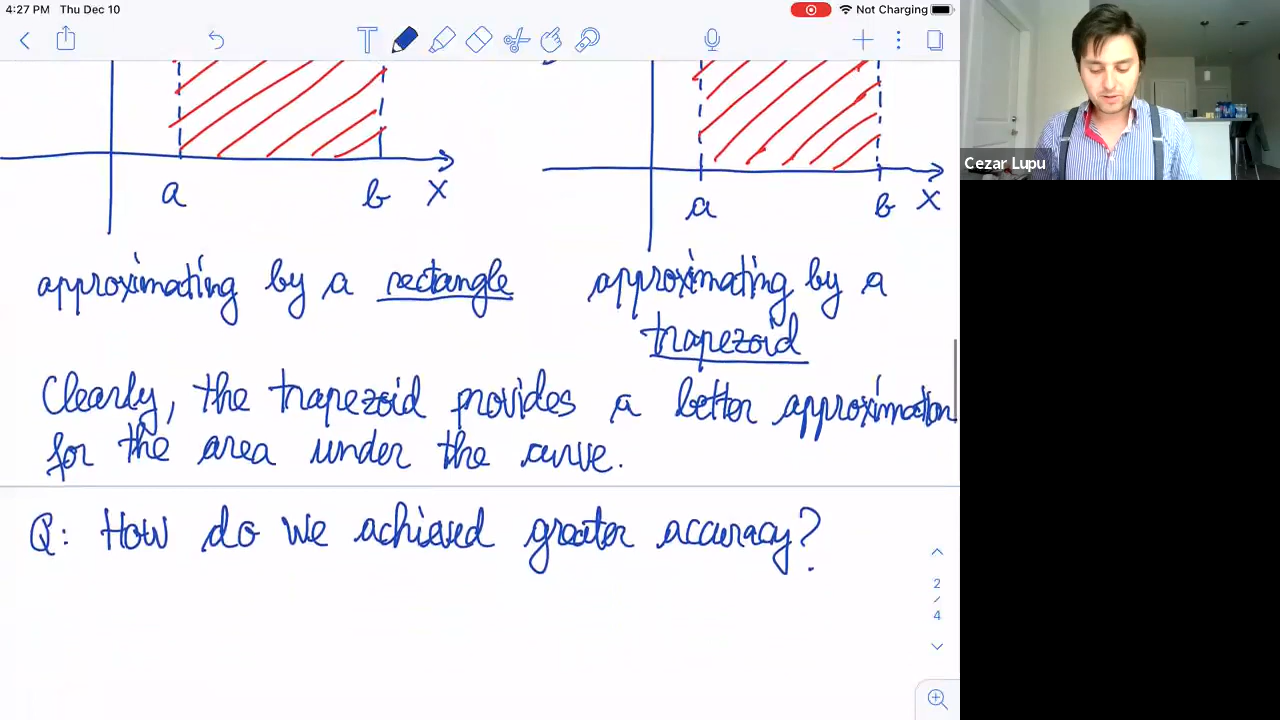 4:27 PM Thu Dec 10
Not Charging
T
Cezar Lupu
a b x
a b x
approximating by a rectangle
approximating by a
trapezoid
Clearly, the trapezoid provides a better approximation
for the area under the curve.
Q: How do we achieved greater accuracy?
2
/
4